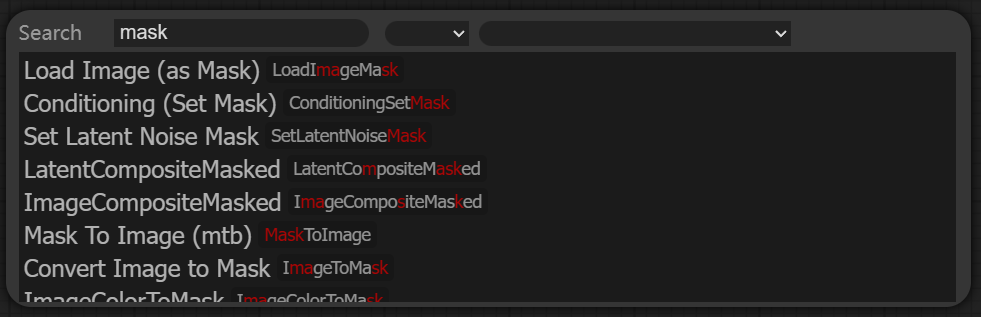 Search mask
Load Image (as Mask) LoadImageMask
Conditioning (Set Mask) ConditioningSetMask
Set Latent Noise Mask SetLatentNoiseMask
LatentCompositeMasked LatentCompositeMasked
ImageCompositeMasked ImageCompositeMasked
Mask To Image (mtb) MaskToImage
Convert Image to Mask ImageToMask
ImageColorToMask ImageColorToMask